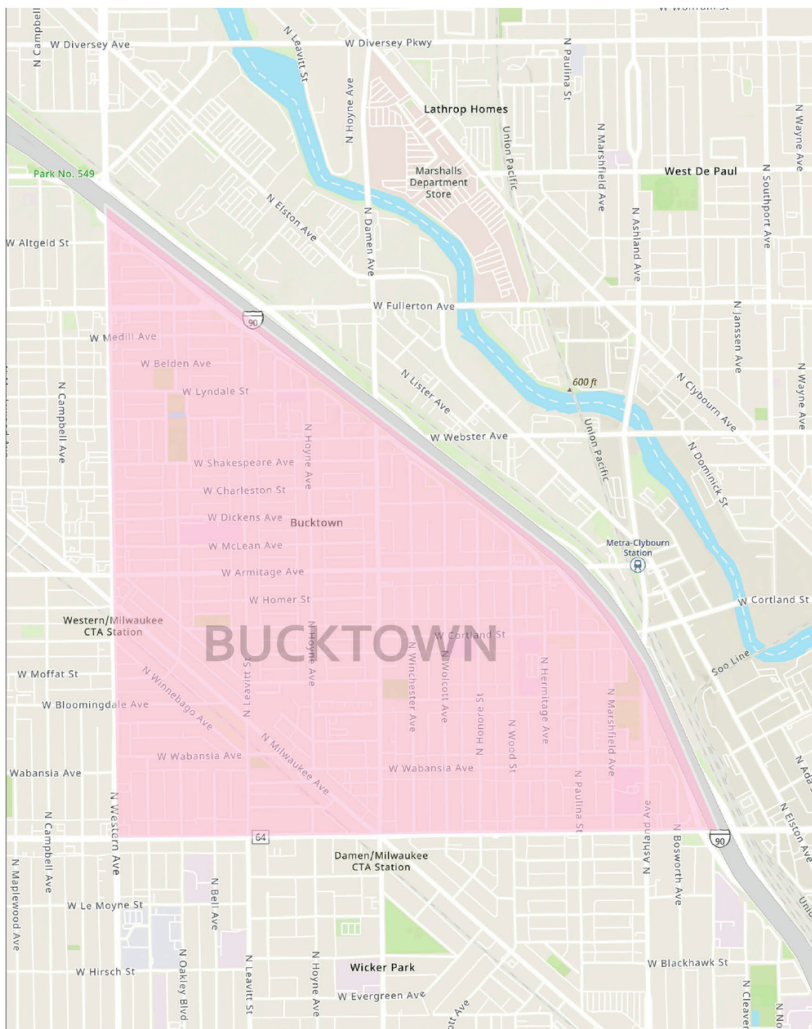 N Campbell
W Diversey Ave
N Leavitt St
W Diversey Pkwy
N Hoyne Ave
N Paulina St
Lathrop Homes
Union Pacific
N Marshfield Ave
N Wayne Ave
Park No. 549
Marshalls
Department
Store
West De Paul
N Southport Ave
N Elston Ave
N Damen Ave
N Ashland Ave
W Altgeld St
W Fullerton Ave
90
W Medill Ave
N Janssen Ave
W Belden Ave
N Lister Ave
600 ft
N Clybourn Ave
N Wayne Ave
W Lyndale St
N Campbell Ave
N Hoyne Ave
W Webster Ave
Union Pacific
N Dominick St
W Shakespeare Ave
W Charleston St
W Dickens Ave
Bucktown
W McLean Ave
Metra-Clybourn
Station
W Armitage Ave
W Homer St
W Cortland St
Western/Milwaukee
CTA Station
BUCKTOWN
W Cortland St
N Hoyne Ave
N Leavitt St
N Winchester Ave
N Wolcott Ave
N Honore St
N Wood St
N Hermitage Ave
N Marshfield Ave
Soo Line
W Moffat St
N Winnebago Ave
W Bloomingdale Ave
N Milwaukee Ave
W Wabansia Ave
W Wabansia Ave
Wabansia Ave
N Paulina St
N Ashland Ave
N Bosworth Ave
N Elston Ave
N Western Ave
64
90
N Campbell Ave
N Maplewood Ave
Damen/Milwaukee
CTA Station
N Bell Ave
W Le Moyne St
N Oakley Blvd
N Leavitt St
N Hoyne Ave
W Hirsch St
Wicker Park
W Blackhawk St
W Evergreen Ave
N Cleaver